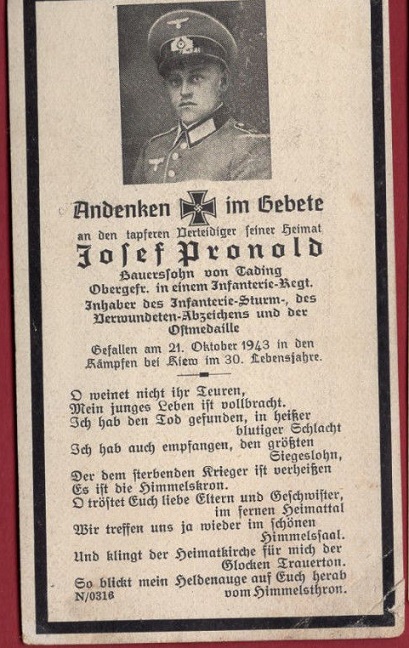 Andenken im Gebete
an den tapferen Verteidiger seiner Heimat
Josef Pronold
Bauerssohn von Tading
Obergefr. in einem Infanterie-Regt.
Inhaber des Infanterie-Sturm-, des
Verwundeten-Abzeichens und der
Ostmedaille
Gefallen am 21. Oktober 1943 in den
Kämpfen bei Kiew im 30. Lebensjahre.
O weinet nicht ihr Teuren,
Mein junges Leben ist vollbracht.
Ich hab den Tod gefunden, in heißer
blutiger Schlacht
Ich hab auch empfangen, den größten
Siegeslohn,
Der dem sterbenden Krieger ist verheißen
Es ist die Himmelskron.
O tröstet Euch liebe Eltern und Geschwister,
im fernen Heimattal
Wir treffen uns ja wieder im schönen
Himmelssaal.
Und klingt der Heimatkirche für mich der
Glocken Trauerton.
So blickt mein Heldenauge auf Euch herab
N/0316 vom Himmelsthron.